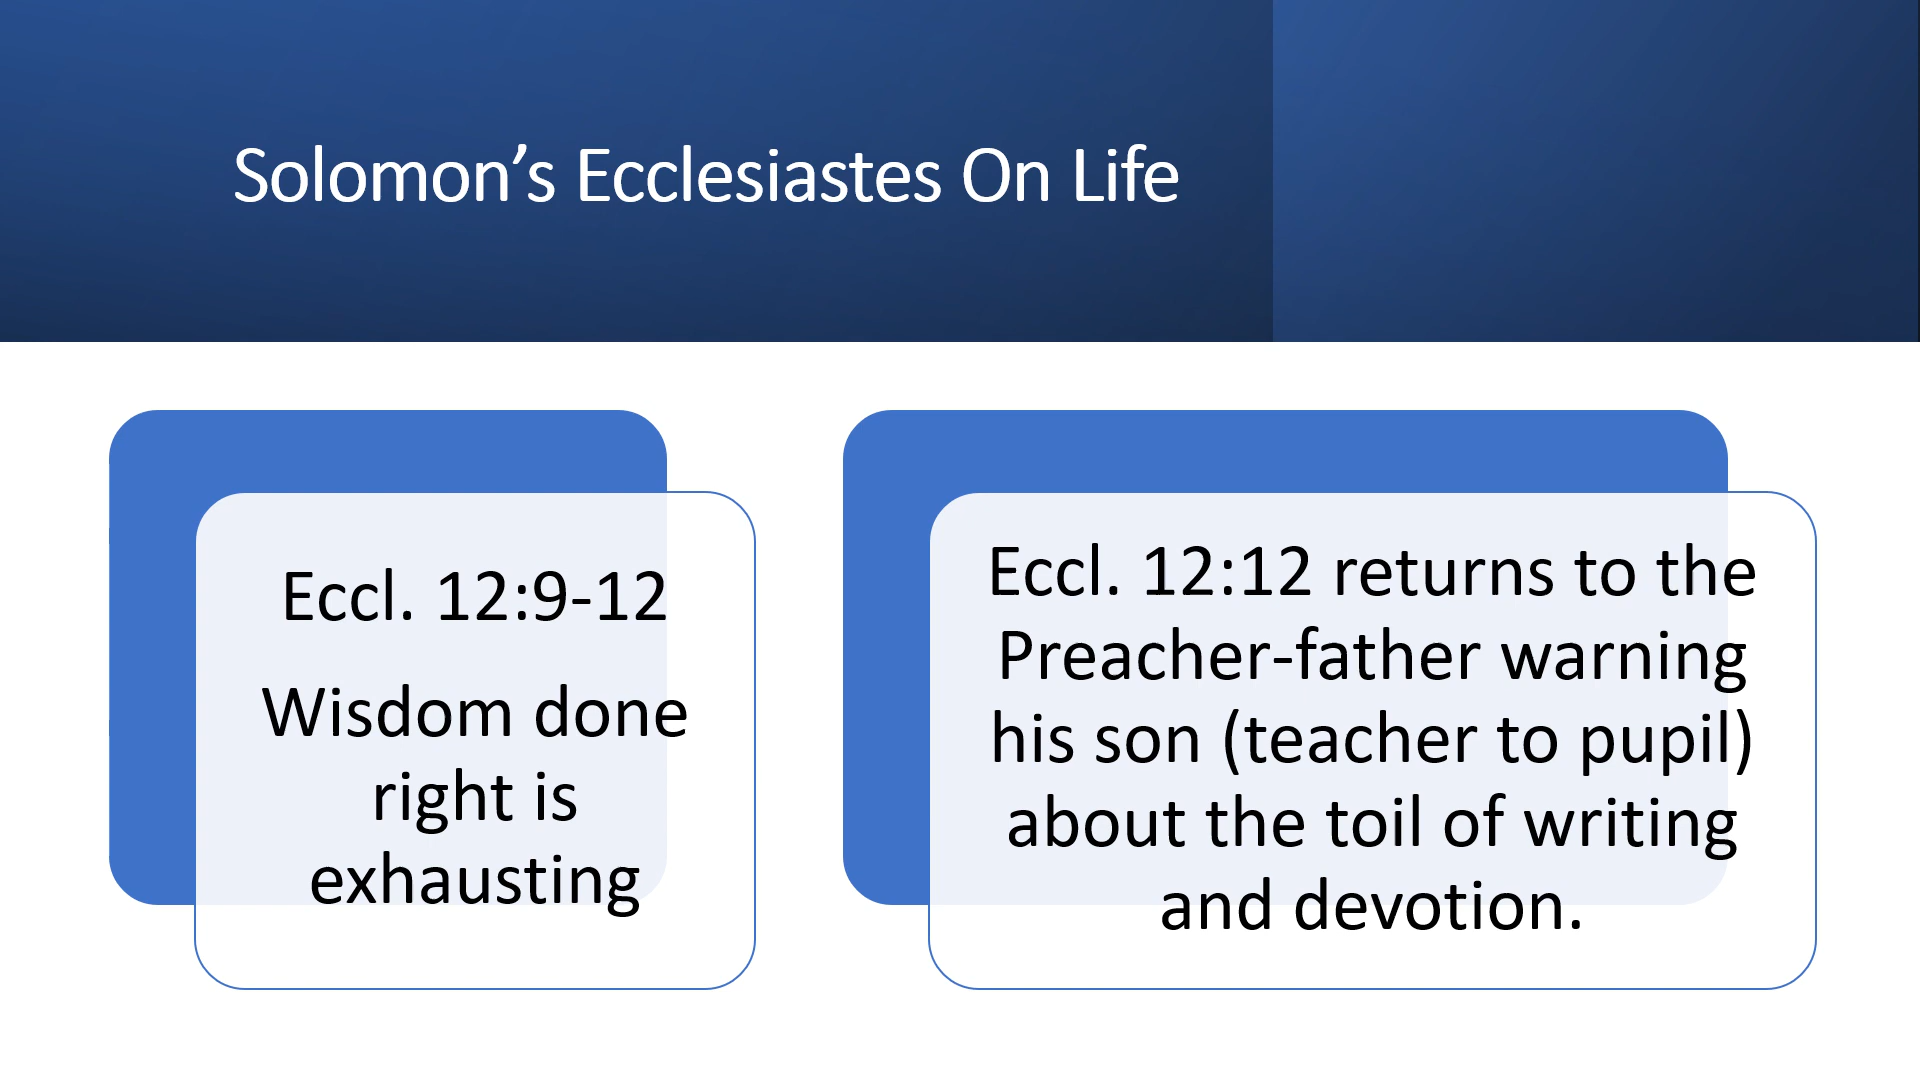 Solomon’s Ecclesiastes On Life
Eccl. 12:9-12
Wisdom done
right is
exhausting
Eccl. 12:12 returns to the
Preacher-father warning
his son (teacher to pupil)
about the toil of writing
and devotion.